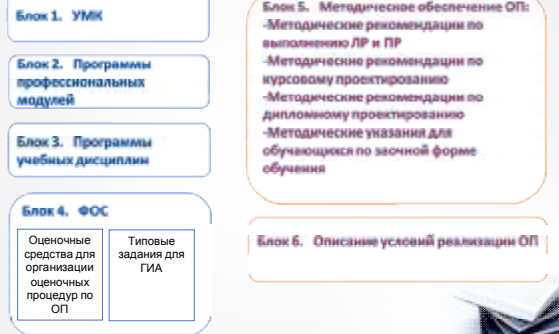 Блок 1. УМК
Блок 2. Программы
профессиональных
модулей
Блок 3. Программы
учебных дисциплин
Блок 4. ФОС
Оценочные
средства для
организации
оценочных
процедур по
ОП
Типовые
задания для
ГИА
Блок 5. Методическое обеспечение ОП:
-Методические рекомендации по
выполнению ЛР и ПР
-Методические рекомендации по
курсовому проектированию
-Методические рекомендации по
дипломному проектированию
-Методические указания для
обучающихся по заочной форме
обучения
Блок 6. Описание условий реализации ОП